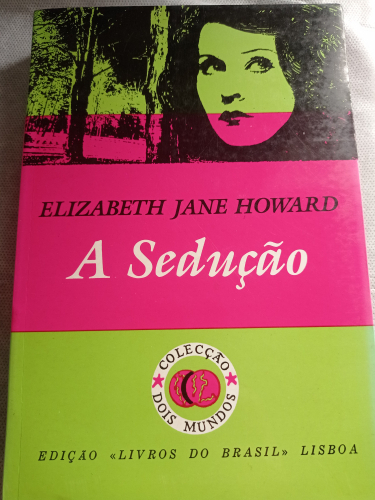 ELIZABETH JANE HOWARD
A Sedução
COLECÇÃO
DOIS MUNDOS
EDIÇÃO «LIVROS DO BRASIL» LISBOA